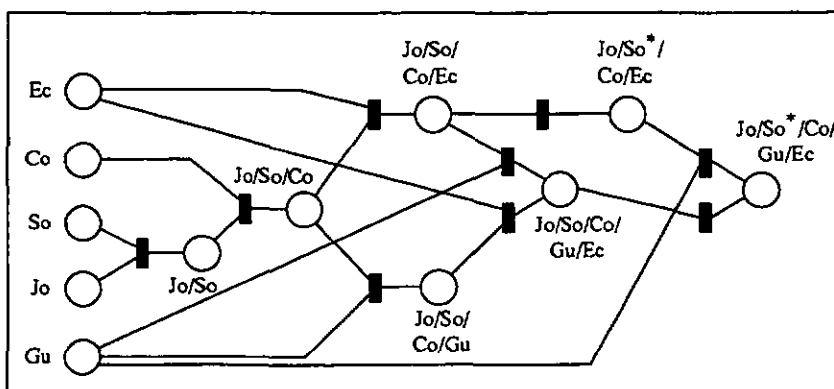 Jo/So/
Co/Ec
Jo/So*/
Co/Ec
Ec
Jo/So*/Co/
Gu/Ec
Co
Jo/So/Co
So
Jo/So/Co/
Gu/Ec
Jo
Jo/So
Jo/So/
Co/Gu
Gu